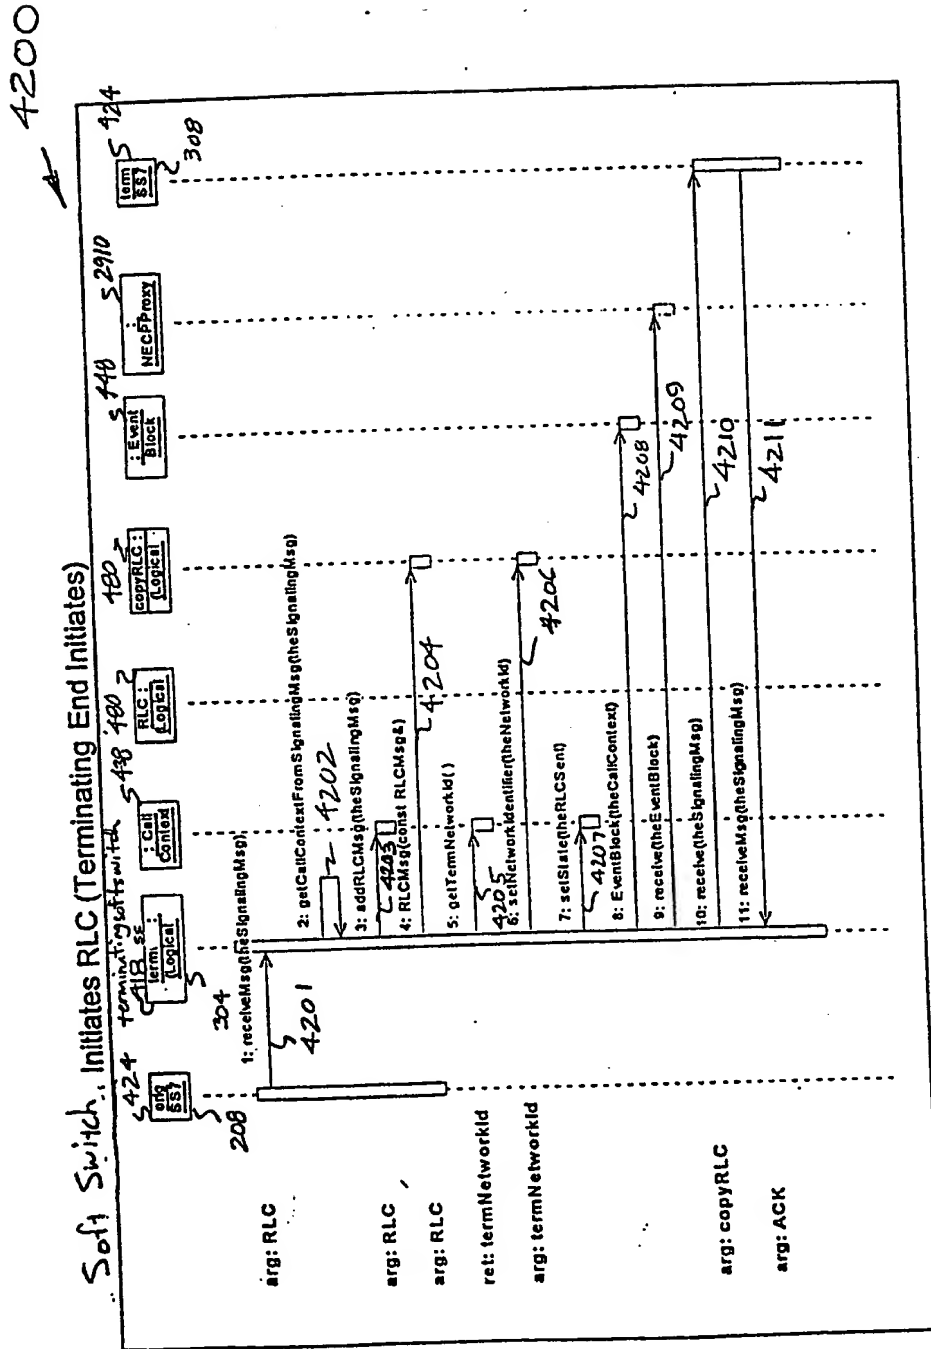 4200
Soft Switch. Initiates RLC (Terminating End Initiates)
424
orig
SS7
208
terminating softswitch
418
SF
term :
(Logical
304
438
: Call
Context
480
RLC :
(Logical
480
copyRLC :
(Logical
448
: Event
Block
2910
:
NECPProxy
424
term
SS7
308
arg: RLC
1: receiveMsg(theSignalingMsg)
4201
2: getCallContextFromSignalingMsg(theSignalingMsg)
4202
arg: RLC
3: addRLCMsg(theSignalingMsg)
4203
arg: RLC
4: RLCMsg(const RLCMsg&)
4204
ret: termNetworkId
5: getTermNetworkId( )
4205
arg: termNetworkId
6: setNetworkIdentifier(theNetworkId)
4206
7: setState(theRLCSent)
4207
8: EventBlock(theCallContext)
4208
9: receive(theEventBlock)
4209
arg: copyRLC
10: receive(theSignalingMsg)
4210
arg: ACK
11: receiveMsg(theSignalingMsg)
4211